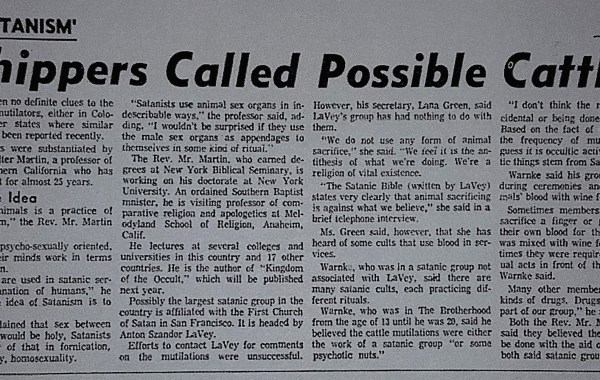 TANISM'
hippers Called Possible Cattl
en no definite clues to the
mutilators, either in Colo-
er states where similar
been reported recently.
s were substantiated by
lter Martin, a professor of
hern California who has
t for almost 25 years.
Idea
nimals is a practice of
m," the Rev. Mr. Martin
psycho-sexually oriented,
heir minds work in terms
n.
are used in satanic ser-
anation of humans," he
e idea of Satanism is to
lained that sex between
would be holy, Satanists
of that in fornication,
y, homosexuality.
"Satanists use animal sex organs in in-
describable ways," the professor said, ad-
ding, "I wouldn't be surprised if they use
the male sex organs as appendages to
themselves in some kind of ritual."
The Rev. Mr. Martin, who earned de-
grees at New York Biblical Seminary, is
working on his doctorate at New York
University. An ordained Southern Baptist
mnister, he is visiting professor of com-
parative religion and apologetics at Mel-
odyland School of Religion, Anaheim,
Calif.
He lectures at several colleges and
universities in this country and 17 other
countries. He is the author of "Kingdom
of the Occult," which will be published
next year.
Possibly the largest satanic group in the
country is affiliated with the First Church
of Satan in San Francisco. It is headed by
Anton Szandor LaVey.
Efforts to contact LaVey for comments
on the mutilations were unsuccessful.
However, his secretary, Lana Green, said
LaVey's group has had nothing to do with
them.
"We do not use any form of animal
sacrifice," she said. "We feel it is the an-
tithesis of what we're doing. We're a
religion of vital existence.
"The Satanic Bible (written by LaVey)
states very clearly that animal sacrificing
is against what we believe," she said in a
brief telephone interview.
Ms. Green said, however, that she has
heard of some cults that use blood in ser-
vices.
Warnke, who was in a satanic group not
associated with LaVey, said there are
many satanic cults, each practicing dif-
ferent rituals.
Warnke, who was in The Brotherhood
from the age of 13 until he was 20, said he
believed the cattle mutilations were either
the work of a satanic group "or some
psychotic nuts."
"I don't think the m
cidental or being done
Based on the fact of
the frequency of mu
guess it is occultic activ
tic things stem from Sa
Warnke said his grou
during ceremonies and
mals' blood with wine f
Sometimes members
sacrifice a finger or
their own blood for th
was mixed with wine fo
times they were require
ual acts in front of th
Warnke said.
Many other member
kinds of drugs. Drugs
part of our group," he s
Both the Rev. Mr. M
said they believed the
be done with the aid o
both said satanic group